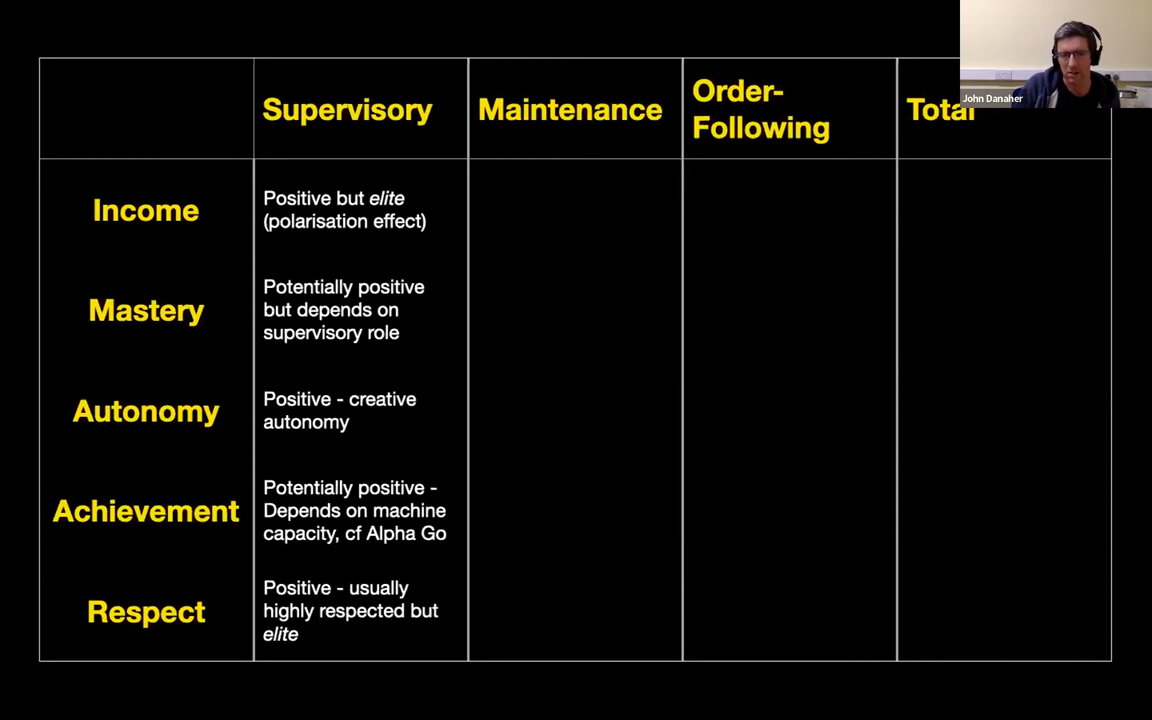 Supervisory
Maintenance
Order-
Following
Total
John Danaher
Income
Positive but elite
(polarisation effect)
Mastery
Potentially positive
but depends on
supervisory role
Autonomy
Positive - creative
autonomy
Achievement
Potentially positive -
Depends on machine
capacity, cf Alpha Go
Respect
Positive - usually
highly respected but
elite